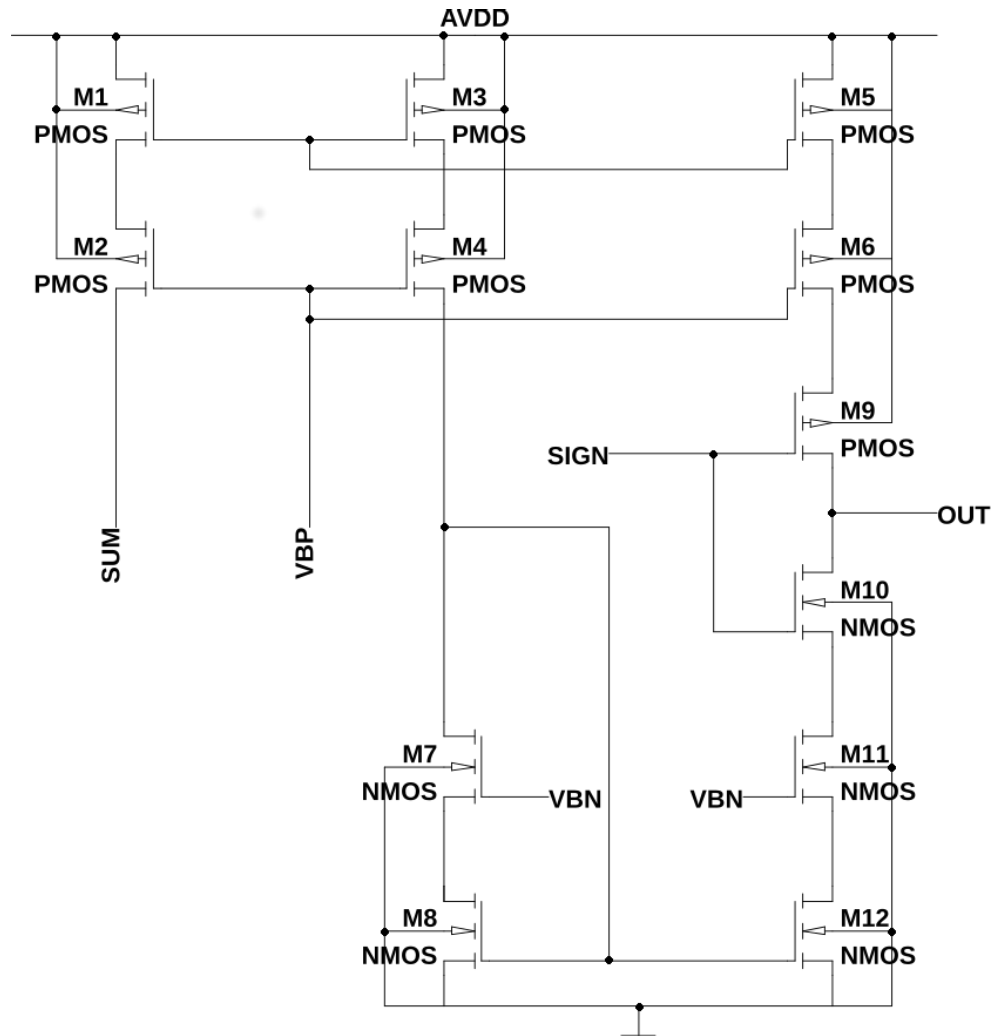 AVDD
M1
PMOS
M3
PMOS
M5
PMOS
M2
PMOS
M4
PMOS
M6
PMOS
M9
PMOS
SIGN
OUT
SUM
VBP
M10
NMOS
M7
NMOS
VBN
VBN
M11
NMOS
M8
NMOS
M12
NMOS